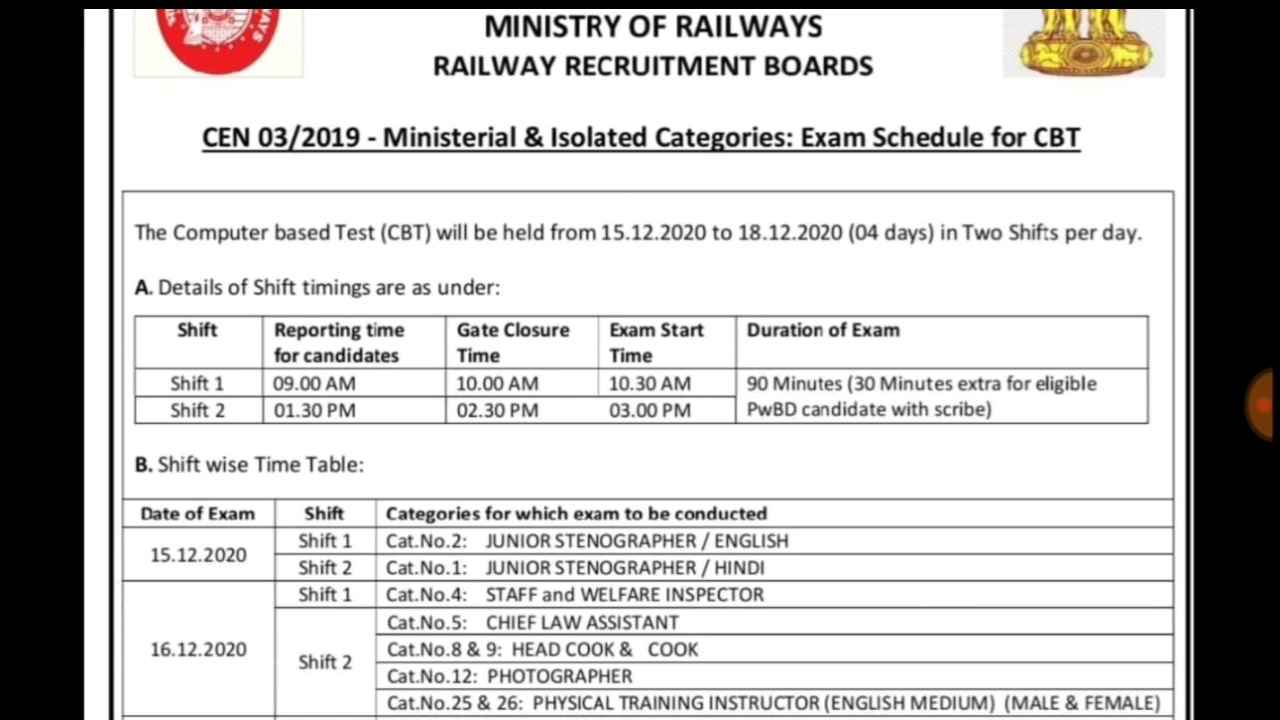 WAYS
MINISTRY OF RAILWAYS
RAILWAY RECRUITMENT BOARDS
CEN 03/2019 - Ministerial & Isolated Categories: Exam Schedule for CBT
The Computer based Test (CBT) will be held from 15.12.2020 to 18.12.2020 (04 days) in Two Shifts per day.
A. Details of Shift timings are as under:
Shift Reporting time for candidates Gate Closure Time Exam Start Time Duration of Exam
Shift 1 09.00 AM 10.00 AM 10.30 AM 90 Minutes (30 Minutes extra for eligible
Shift 2 01.30 PM 02.30 PM 03.00 PM PwBD candidate with scribe)
B. Shift wise Time Table:
Date of Exam Shift Categories for which exam to be conducted
15.12.2020 Shift 1 Cat.No.2: JUNIOR STENOGRAPHER / ENGLISH
Shift 2 Cat.No.1: JUNIOR STENOGRAPHER / HINDI
16.12.2020 Shift 1 Cat.No.4: STAFF and WELFARE INSPECTOR
Shift 2 Cat.No.5: CHIEF LAW ASSISTANT
Cat.No.8 & 9: HEAD COOK & COOK
Cat.No.12: PHOTOGRAPHER
Cat.No.25 & 26: PHYSICAL TRAINING INSTRUCTOR (ENGLISH MEDIUM) (MALE & FEMALE)